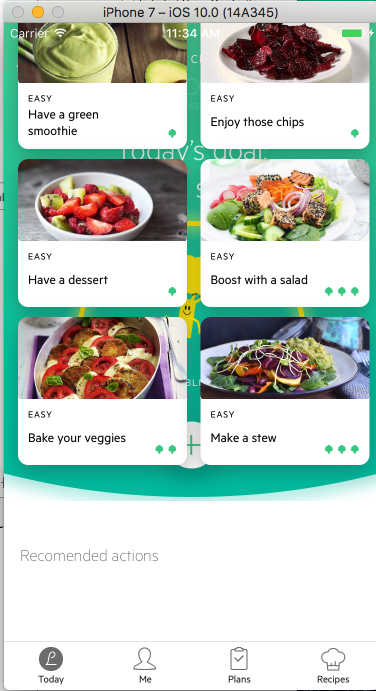 iPhone 7 – iOS 10.0 (14A345)
Carrier 11:34 AM
EASY
Have a green
smoothie
EASY
Enjoy those chips
Today's goal
EASY
Have a dessert
EASY
Boost with a salad
EASY
Bake your veggies
EASY
Make a stew
Recomended actions
Today
Me
Plans
Recipes